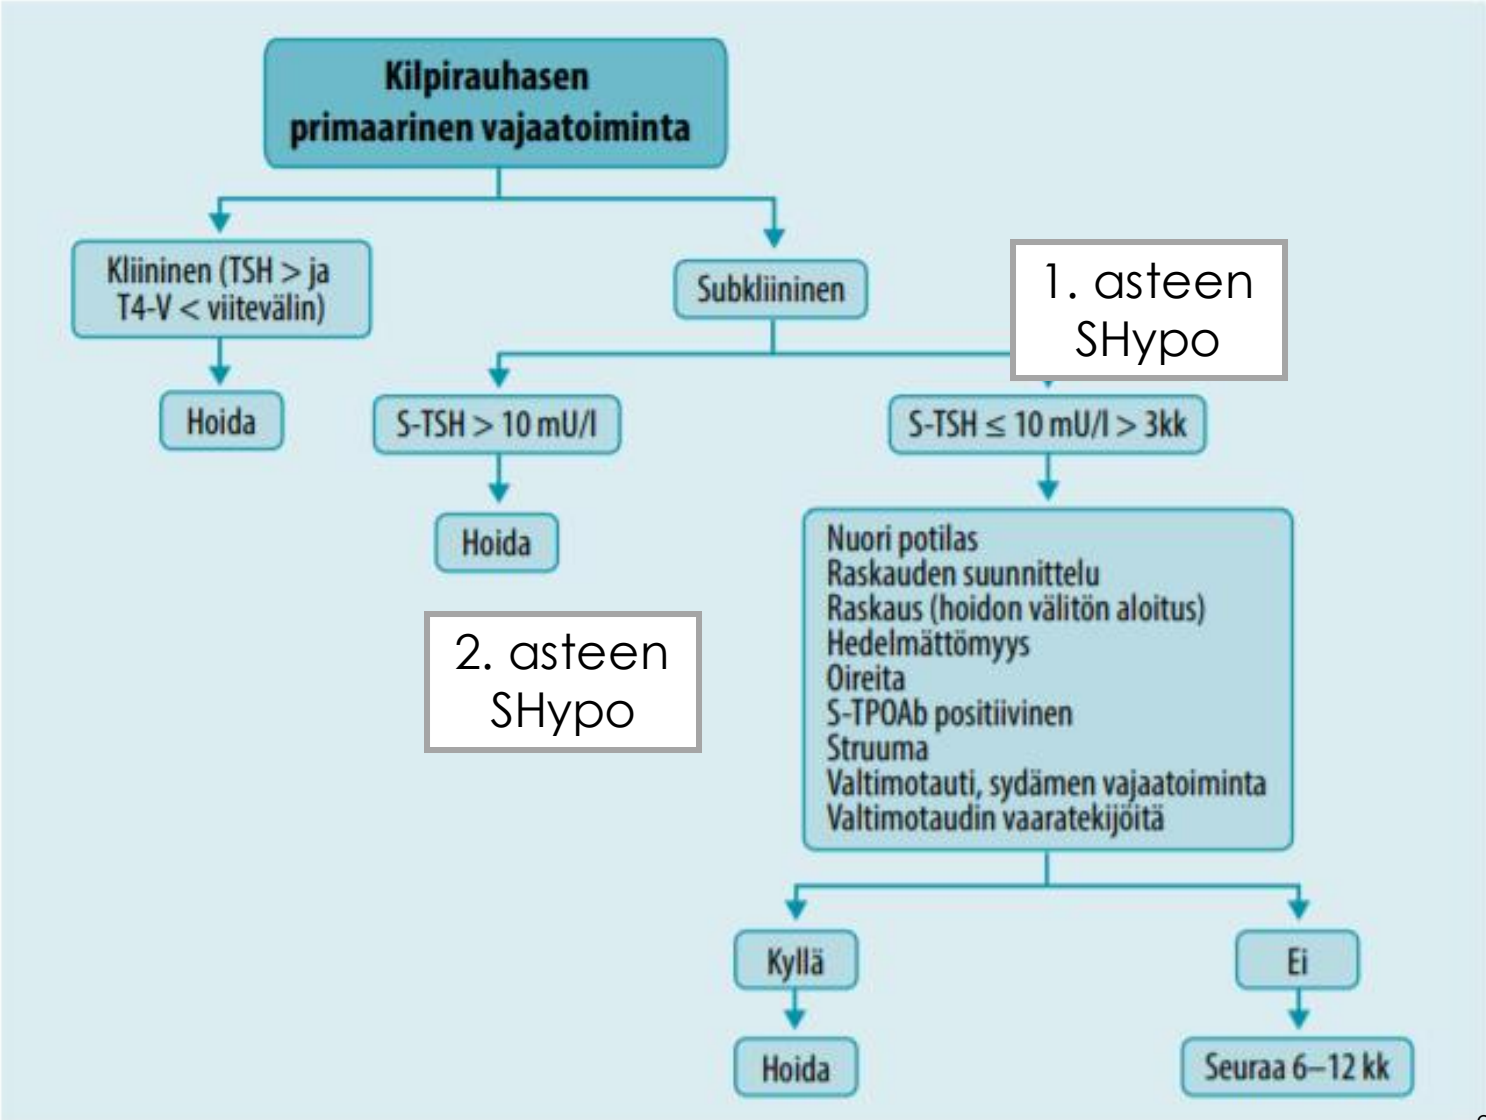 Kilpirauhasen
primaarinen vajaatoiminta
Kliininen (TSH > ja
T4-V < viitevälin)
Subkliininen
1. asteen
SHypo
Hoida
S-TSH > 10 mU/l
S-TSH ≤ 10 mU/l > 3kk
Hoida
Nuori potilas
Raskauden suunnittelu
Raskaus (hoidon välitön aloitus)
Hedelmättömyys
Oireita
S-TPOAb positiivinen
Struuma
Valtimotauti, sydämen vajaatoiminta
Valtimotaudin vaaratekijöitä
2. asteen
SHypo
Kyllä
Ei
Hoida
Seuraa 6–12 kk